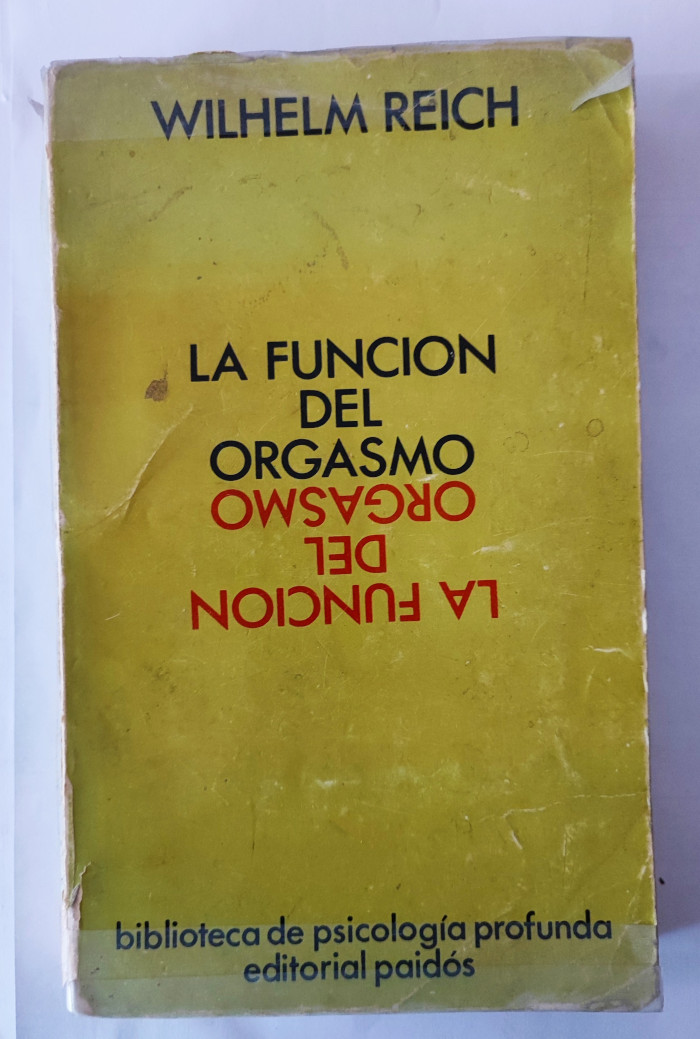 WILHELM REICH
LA FUNCION
DEL
ORGASMO
ORGASMO
DEL
LA FUNCION
biblioteca de psicología profunda
editorial paidós